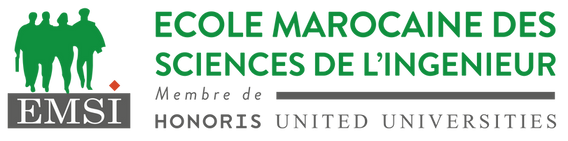 EMSI
ECOLE MAROCAINE DES
SCIENCES DE L'INGENIEUR
Membre de
HONORIS UNITED UNIVERSITIES